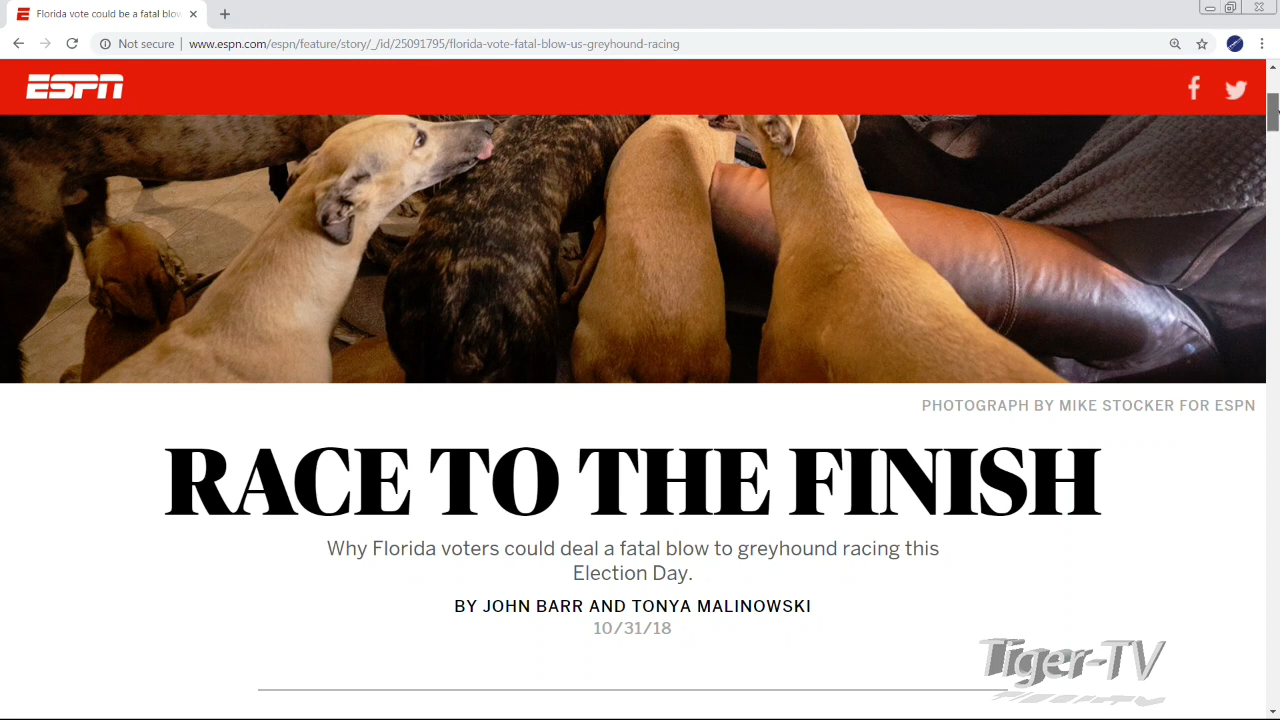 Florida vote could be a fatal blow
Not secure | www.espn.com/espn/feature/story/_/id/25091795/florida-vote-fatal-blow-us-greyhound-racing
ESPN
PHOTOGRAPH BY MIKE STOCKER FOR ESPN
RACE TO THE FINISH
Why Florida voters could deal a fatal blow to greyhound racing this
Election Day.
BY JOHN BARR AND TONYA MALINOWSKI
10/31/18
Tiger-TV